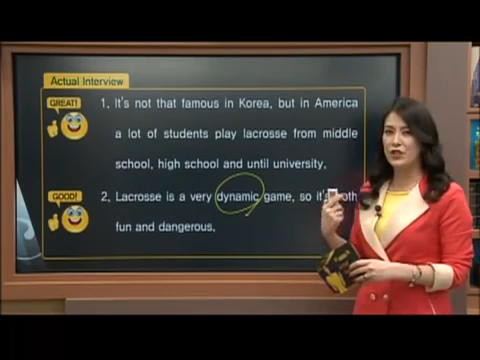 Actual Interview
GREAT!
1. It's not that famous in Korea, but in America
a lot of students play lacrosse from middle
school, high school and until university.
GOOD!
2. Lacrosse is a very dynamic game, so it's
fun and dangerous.